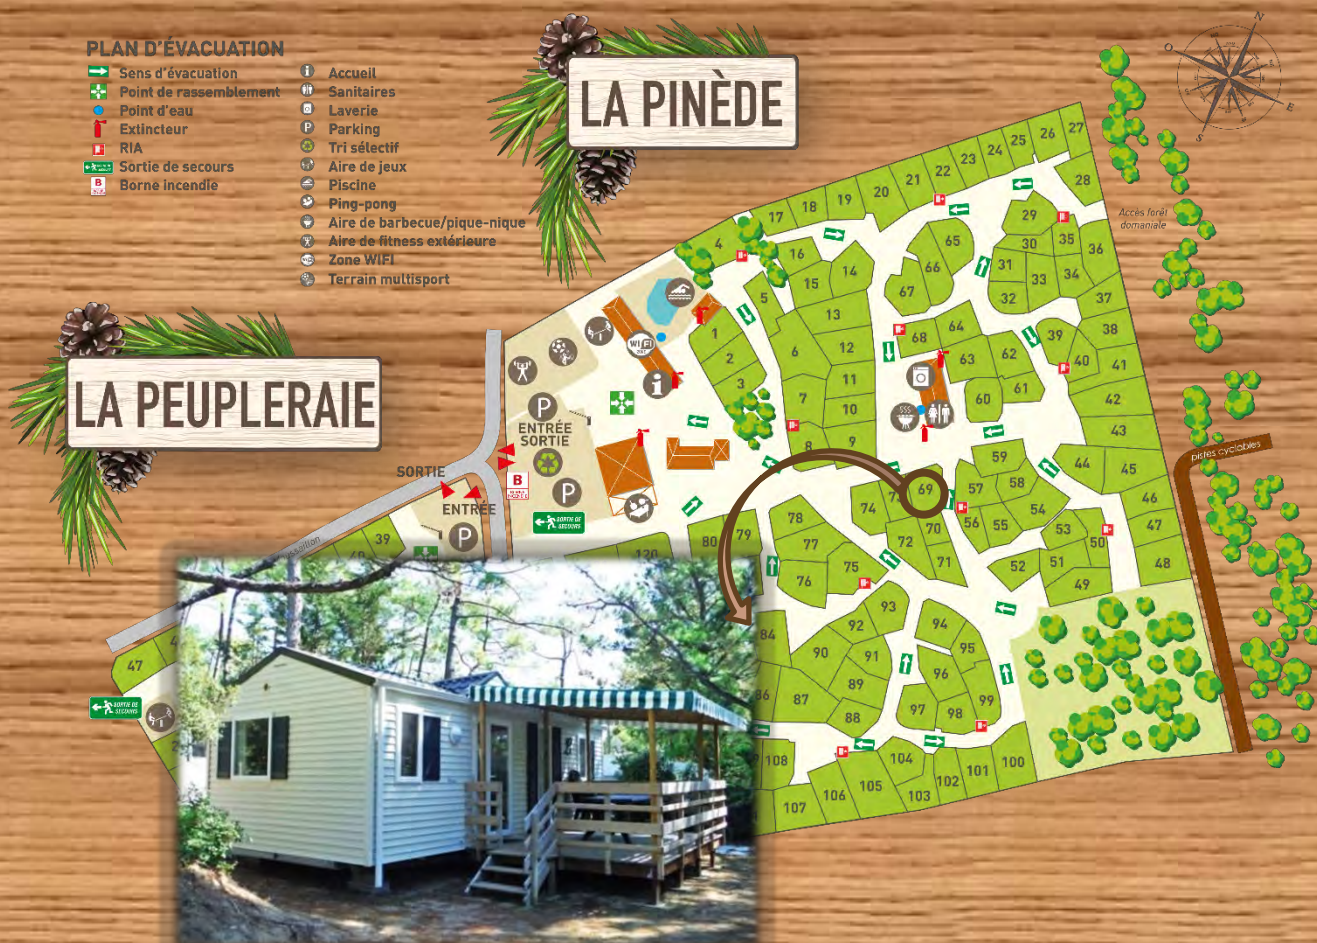 PLAN D'ÉVACUATION
Sens d'évacuation
Point de rassemblement
Point d'eau
Extincteur
RIA
Sortie de secours
Borne incendie
Accueil
Sanitaires
Laverie
Parking
Tri sélectif
Aire de jeux
Piscine
Ping-pong
Aire de barbecue/pique-nique
Aire de fitness extérieure
Zone WIFI
Terrain multisport
LA PINÈDE
LA PEUPLERAIE
N
O
E
S
Accès forêt
domaniale
pistes cyclables
17 18 19 20 21 22 23 24 25 26 27
28
4 16 15 14 65 66 67 29 30 35 36
31 33 34 32 37
5 13 1 2 3 6 12 11 7 10 8 9
68 64 63 62 61 60 39 38 40 41 42
43 44 45 46 47 48
59 58 57 54 56 55 53 50 52 51 49
69 74 70 72 71
80 79 78 77 76 75
120
84 93 92 90 91 89 87 88
94 95 96 99 97 98
108 107 106 105 104 103 102 101 100
WI FI
i
P
ENTRÉE
SORTIE
P
B
SORTIE DE
SECOURS
SORTIE
ENTRÉE
P
39
47
SORTIE DE
SECOURS